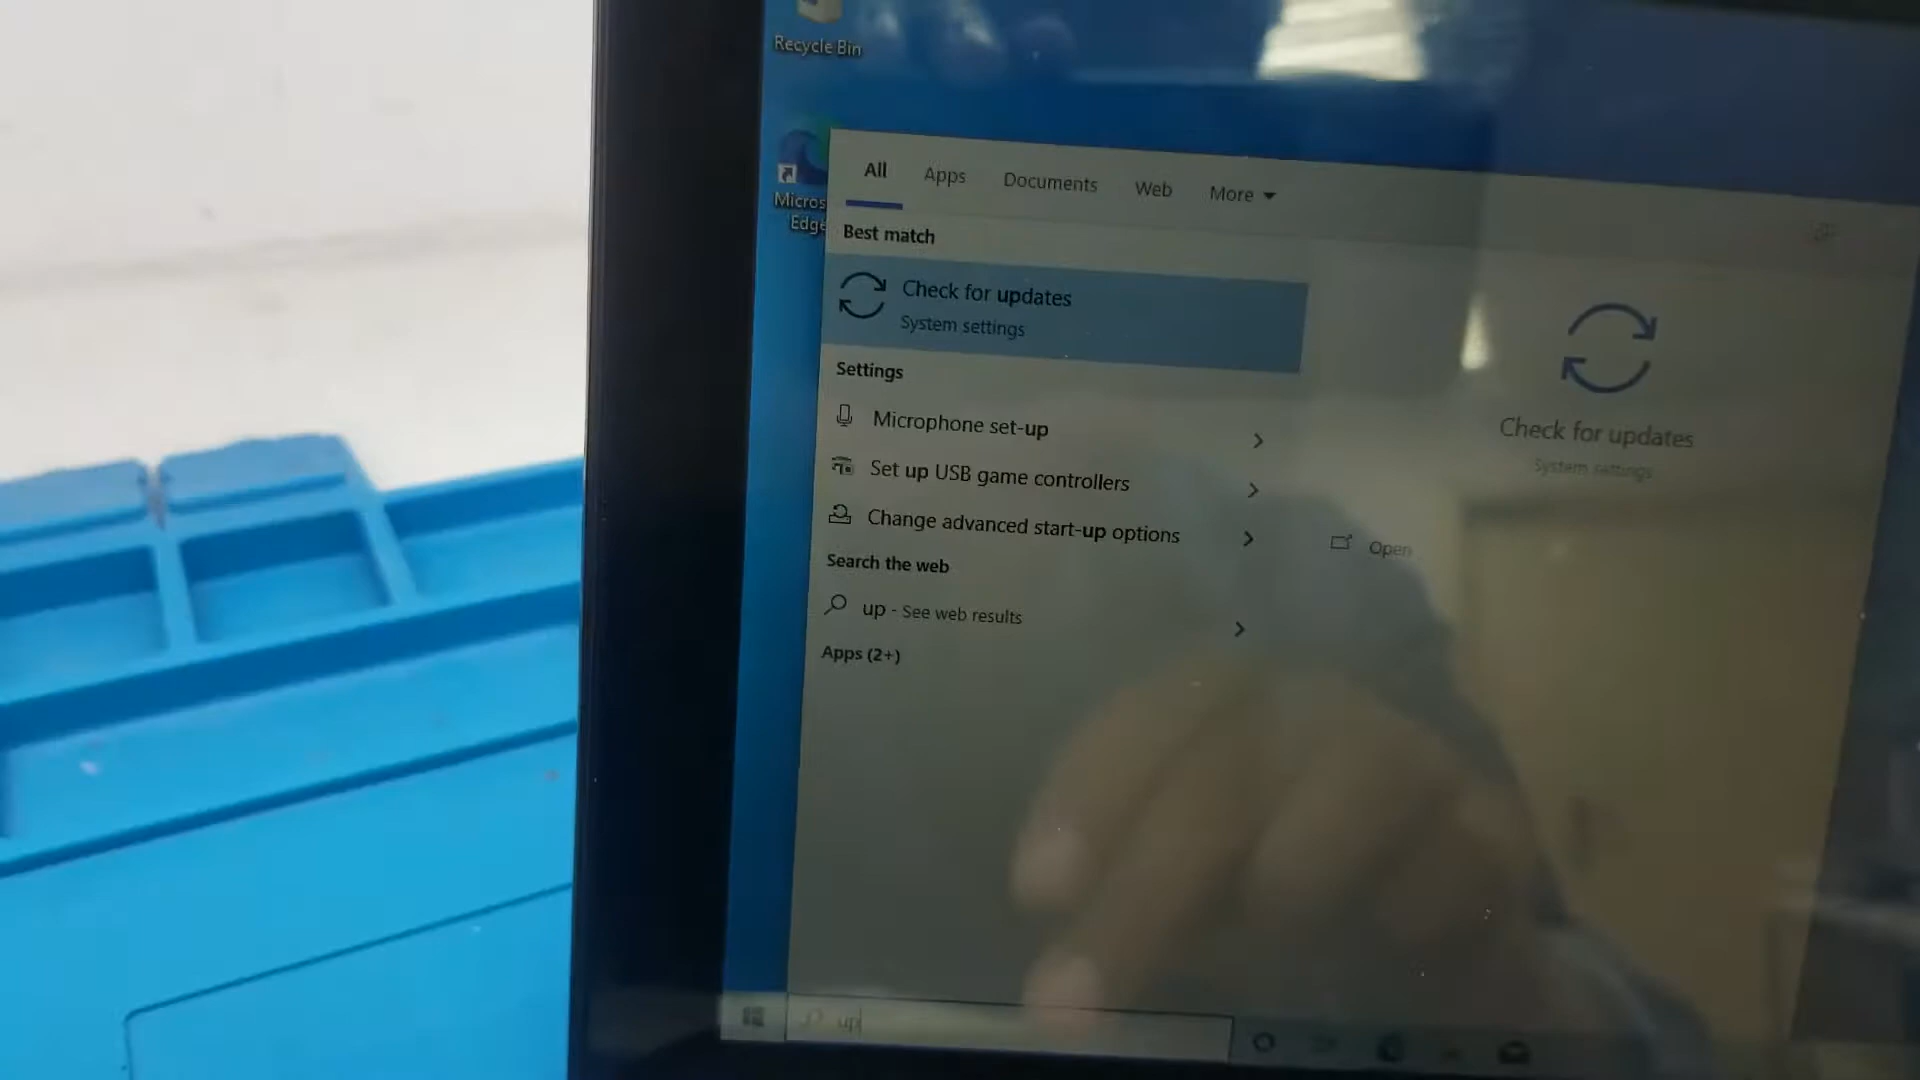 Recycle Bin
Micros
Edge
All Apps Documents Web More
Best match
Check for updates
System settings
Settings
Microphone set-up
Set up USB game controllers
Change advanced start-up options
Search the web
up - See web results
Apps (2+)
Check for updates
System settings
Open
up